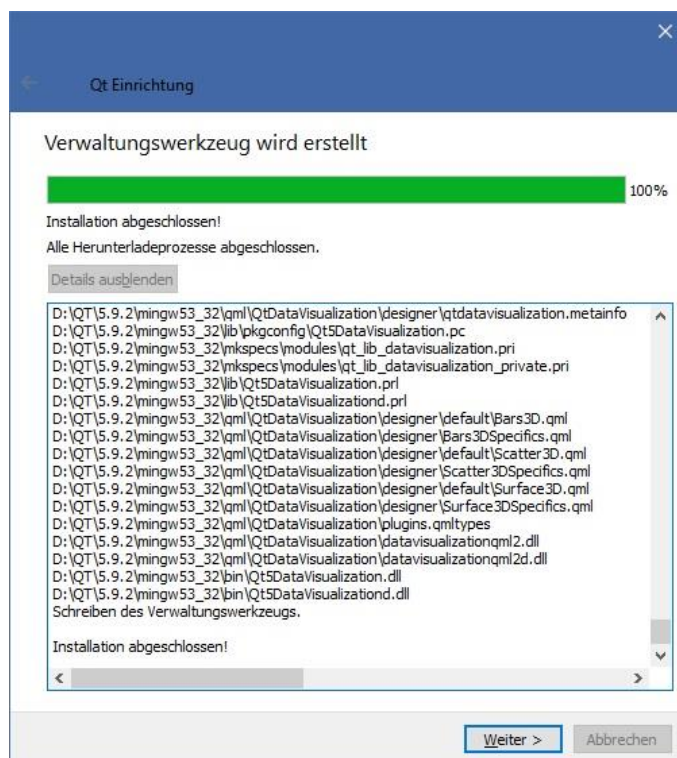 Qt Einrichtung
Verwaltungswerkzeug wird erstellt
100%
Installation abgeschlossen!
Alle Herunterladeprozesse abgeschlossen.
Details ausblenden
D:\QT\5.9.2\mingw53_32\qml\QtDataVisualization\designer\qtdatavisualization.metainfo
D:\QT\5.9.2\mingw53_32\lib\pkgconfig\Qt5DataVisualization.pc
D:\QT\5.9.2\mingw53_32\mkspecs\modules\qt_lib_datavisualization.pri
D:\QT\5.9.2\mingw53_32\mkspecs\modules\qt_lib_datavisualization_private.pri
D:\QT\5.9.2\mingw53_32\lib\Qt5DataVisualization.prl
D:\QT\5.9.2\mingw53_32\lib\Qt5DataVisualizationd.prl
D:\QT\5.9.2\mingw53_32\qml\QtDataVisualization\designer\default\Bars3D.qml
D:\QT\5.9.2\mingw53_32\qml\QtDataVisualization\designer\Bars3DSpecifics.qml
D:\QT\5.9.2\mingw53_32\qml\QtDataVisualization\designer\default\Scatter3D.qml
D:\QT\5.9.2\mingw53_32\qml\QtDataVisualization\designer\Scatter3DSpecifics.qml
D:\QT\5.9.2\mingw53_32\qml\QtDataVisualization\designer\default\Surface3D.qml
D:\QT\5.9.2\mingw53_32\qml\QtDataVisualization\designer\Surface3DSpecifics.qml
D:\QT\5.9.2\mingw53_32\qml\QtDataVisualization\plugins.qmltypes
D:\QT\5.9.2\mingw53_32\qml\QtDataVisualization\datavisualizationqml2.dll
D:\QT\5.9.2\mingw53_32\qml\QtDataVisualization\datavisualizationqml2d.dll
D:\QT\5.9.2\mingw53_32\bin\Qt5DataVisualization.dll
D:\QT\5.9.2\mingw53_32\bin\Qt5DataVisualizationd.dll
Schreiben des Verwaltungswerkzeugs.
Installation abgeschlossen!
Weiter >
Abbrechen